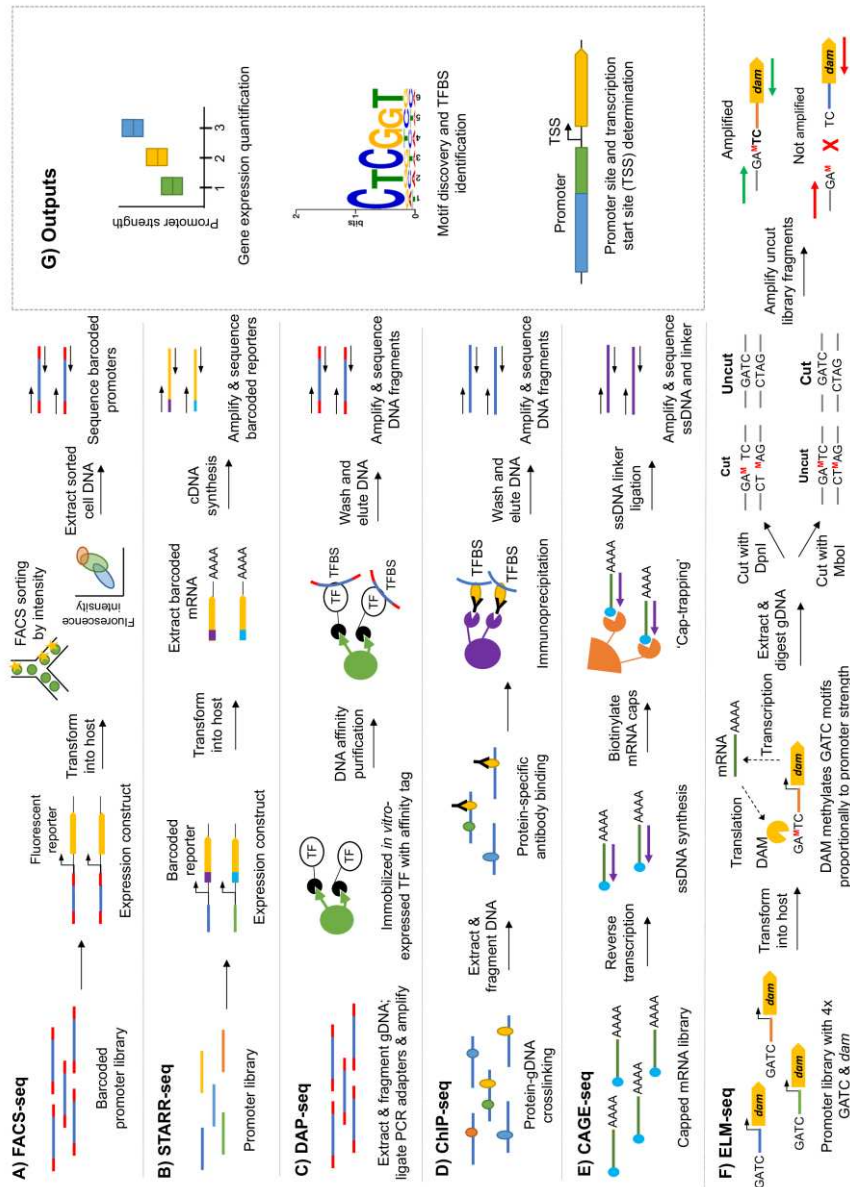 A) FACS-seq
Barcoded
promoter library
Fluorescent
reporter
Expression construct
Transform
into host
FACS sorting
by intensity
Fluorescence
intensity
Extract sorted
cell DNA
Sequence barcoded
promoters
B) STARR-seq
Promoter library
Barcoded
reporter
Expression construct
Transform
into host
Extract barcoded
mRNA
AAAA
AAAA
cDNA
synthesis
Amplify & sequence
barcoded reporters
C) DAP-seq
Extract & fragment gDNA;
ligate PCR adapters & amplify
TF
TF
Immobilized in vitro-
expressed TF with affinity tag
DNA affinity
purification
TF
TFBS
TF
TFBS
Wash and
elute DNA
Amplify & sequence
DNA fragments
D) ChIP-seq
Protein-gDNA
crosslinking
Extract &
fragment DNA
Protein-specific
antibody binding
TFBS
TFBS
Immunoprecipitation
Wash and
elute DNA
Amplify & sequence
DNA fragments
E) CAGE-seq
AAAA
AAAA
AAAA
AAAA
Capped mRNA library
Reverse
transcription
AAAA
AAAA
ssDNA synthesis
Biotinylate
mRNA caps
AAAA
AAAA
'Cap-trapping'
ssDNA linker
ligation
Amplify & sequence
ssDNA and linker
F) ELM-seq
GATC
dam
GATC
dam
GATC
dam
Promoter library with 4x
GATC & dam
Transform
into host
mRNA
AAAA
Translation
Transcription
DAM
GAMTC
dam
DAM methylates GATC motifs
proportionally to promoter strength
Extract &
digest gDNA
Cut with
DpnI
Cut with
MboI
Cut
GAM TC
CT MAG
Uncut
GATC
CTAG
Uncut
GAMTC
CTMAG
Cut
GATC
CTAG
Amplify uncut
library fragments
Amplified
GAMTC
dam
Not amplified
GAM X TC
dam
G) Outputs
Promoter strength
1 2 3
Gene expression quantification
2
1
0
bits
CTCGGT
1 2 3 4 5 6
Motif discovery and TFBS
identification
Promoter
TSS
Promoter site and transcription
start site (TSS) determination